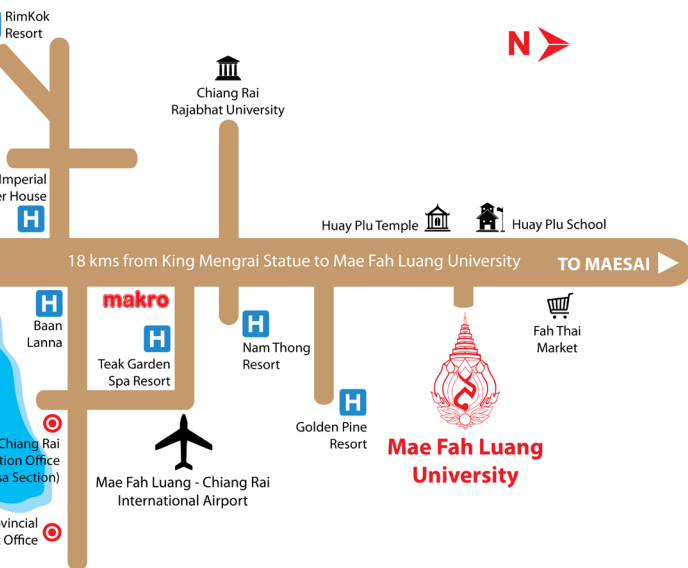 RimKok
Resort
N
Chiang Rai
Rajabhat University
Imperial
House
H
Huay Plu Temple
Huay Plu School
18 kms from King Mengrai Statue to Mae Fah Luang University
TO MAESAI
H
Baan
Lanna
makro
H
Teak Garden
Spa Resort
H
Nam Thong
Resort
Fah Thai
Market
H
Golden Pine
Resort
Mae Fah Luang
University
Chiang Rai
Office
Section)
Mae Fah Luang - Chiang Rai
International Airport
Office